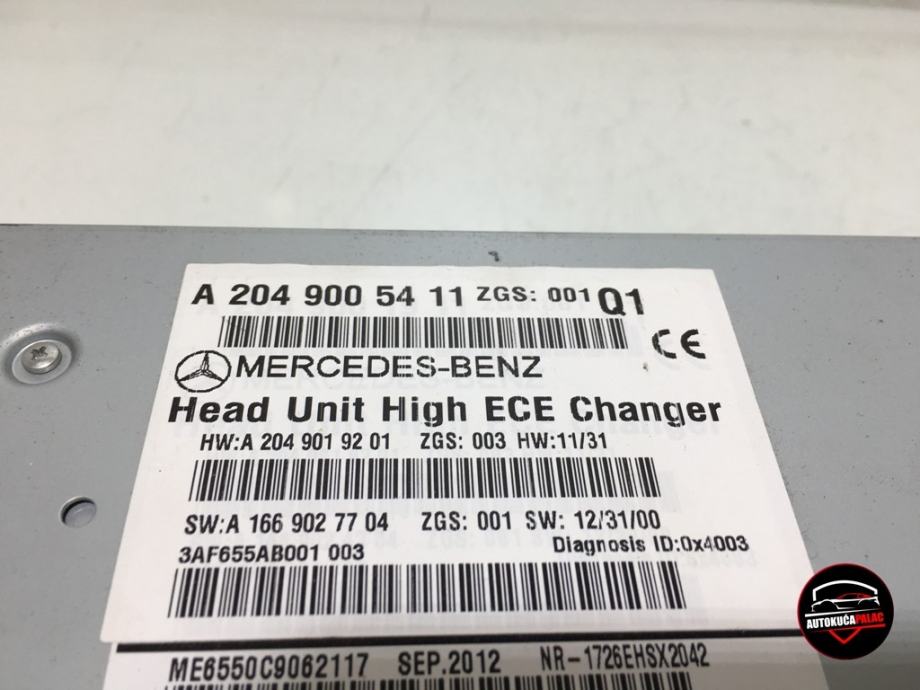 A 204 900 54 11 ZGS: 001 Q1
CE
MERCEDES-BENZ
Head Unit High ECE Changer
HW:A 204 901 92 01 ZGS: 003 HW:11/31
SW:A 166 902 77 04 ZGS: 001 SW: 12/31/00
3AF655AB001 003 Diagnosis ID:0x4003
ME6550C9062117 SEP.2012 NR-1726EHSX2042
AUTOKUĆAPALAC